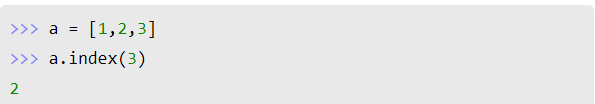 >>> a = [1,2,3]
>>> a.index(3)
2